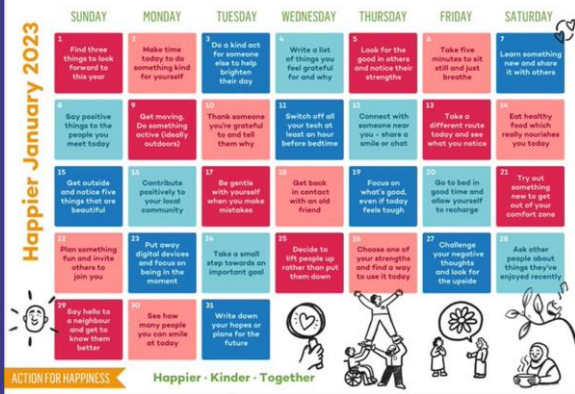 Happier January 2023
SUNDAY MONDAY TUESDAY WEDNESDAY THURSDAY FRIDAY SATURDAY
1
Find three
things to look
forward to
this year
2
Make time
today to do
something kind
for yourself
3
Do a kind act
for someone
else to help
brighten
their day
4
Write a list
of things you
feel grateful
for and why
5
Look for the
good in others
and notice their
strengths
6
Take five
minutes to sit
still and just
breathe
7
Learn something
new and share
it with others
8
Say positive
things to the
people you
meet today
9
Get moving.
Do something
active (ideally
outdoors)
10
Thank someone
you're grateful
to and tell
them why
11
Switch off all
your tech at
least an hour
before bedtime
12
Connect with
someone near
you - share a
smile or chat
13
Take a
different route
today and see
what you notice
14
Eat healthy
food which
really nourishes
you today
15
Get outside
and notice five
things that are
beautiful
16
Contribute
positively to
your local
community
17
Be gentle
with yourself
when you make
mistakes
18
Get back
in contact
with an old
friend
19
Focus on
what's good,
even if today
feels tough
20
Go to bed in
good time and
allow yourself
to recharge
21
Try out
something
new to get
out of your
comfort zone
22
Plan something
fun and invite
others to
join you
23
Put away
digital devices
and focus on
being in the
moment
24
Take a small
step towards an
important goal
25
Decide to
lift people up
rather than put
them down
26
Choose one of
your strengths
and find a way
to use it today
27
Challenge
your negative
thoughts
and look for
the upside
28
Ask other
people about
things they've
enjoyed recently
29
Say hello to
a neighbour
and get to
know them
better
30
See how
many people
you can smile
at today
31
Write down
your hopes or
plans for the
future
ACTION FOR HAPPINESS
Happier · Kinder · Together